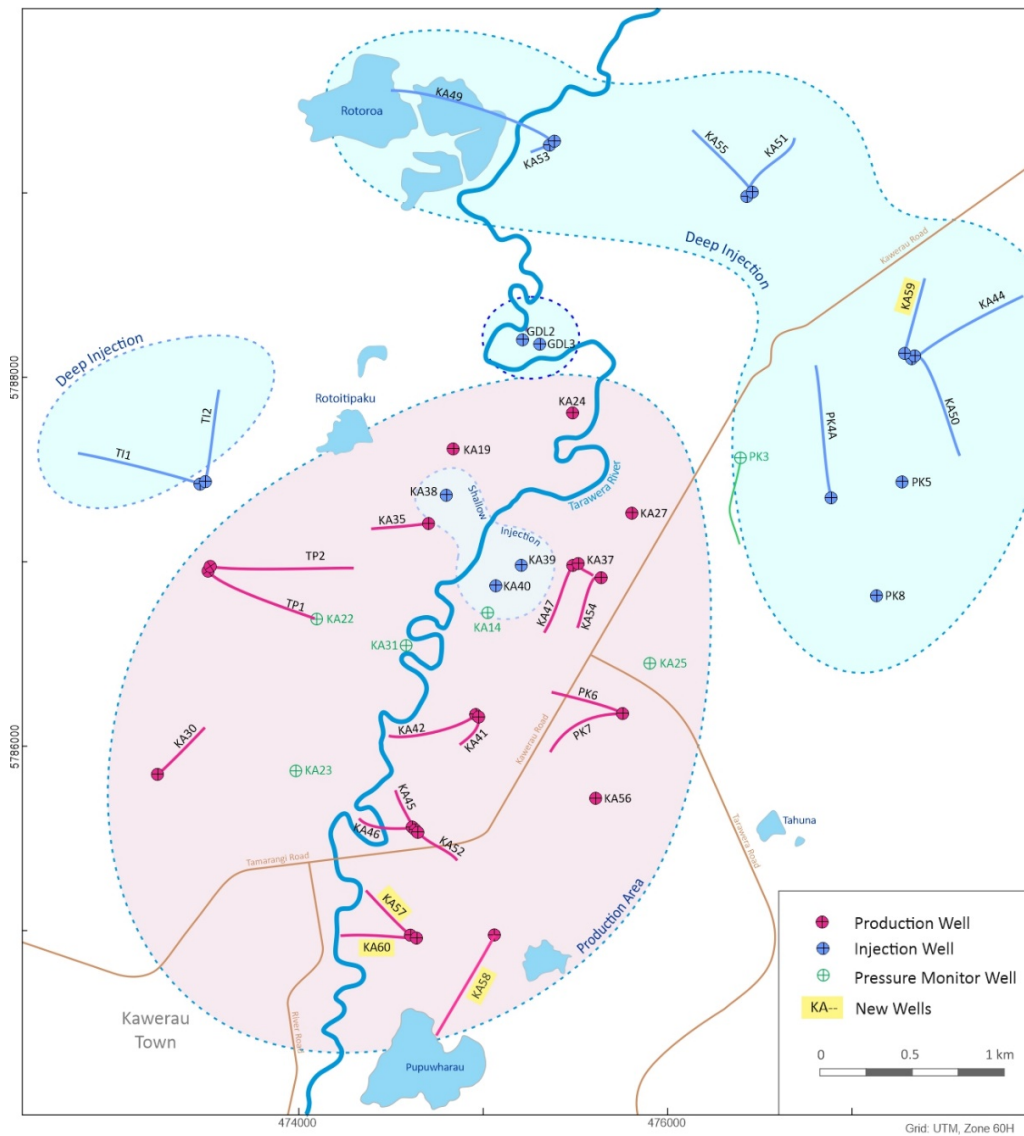 KA49
Rotoroa
KA53
KA55
KA51
Kawerau Road
Deep Injection
KA59
KA44
GDL2
GDL3
Deep Injection
5788000
Rotoitipaku
KA24
KA50
TI2
PK4A
TI1
KA19
PK3
KA38
Shallow
Tarawera River
PK5
KA35
KA27
Injection
TP2
KA39
KA37
KA40
PK8
TP1
KA22
KA14
KA47
KA54
KA31
KA25
PK6
KA42
KA41
PK7
Kawerau Road
5786000
KA30
KA23
KA45
KA56
KA46
KA52
Tahuna
Tarawera Road
Tamarangi Road
KA57
Production Area
KA60
KA58
Kawerau
Town
River Road
Pupuwharau
Production Well
Injection Well
Pressure Monitor Well
KA-- New Wells
0 0.5 1 km
474000
476000
Grid: UTM, Zone 60H